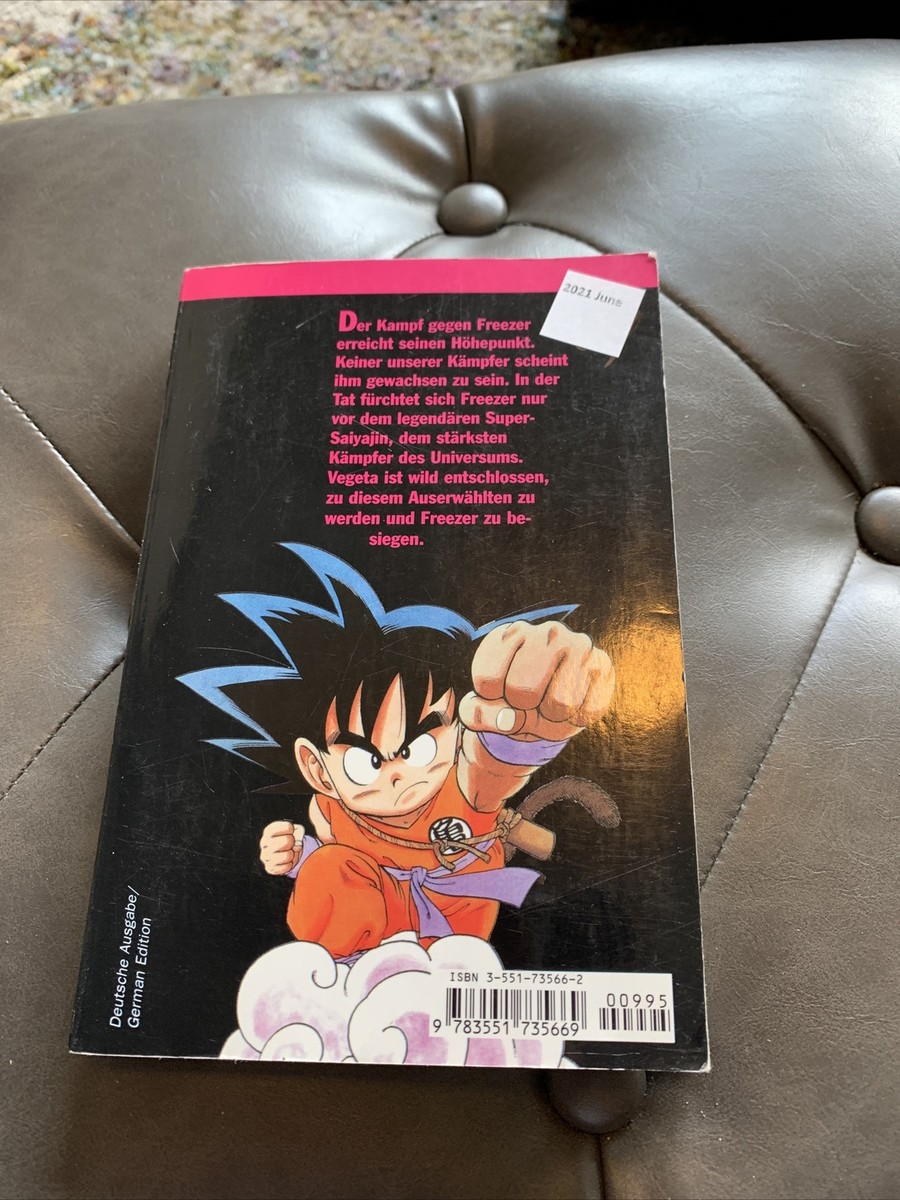 2021 June
Der Kampf gegen Freezer
erreicht seinen Höhepunkt.
Keiner unserer Kämpfer scheint
ihm gewachsen zu sein. In der
Tat fürchtet sich Freezer nur
vor dem legendären Super-
Saiyajin, dem stärksten
Kämpfer des Universums.
Vegeta ist wild entschlossen,
zu diesem Auserwählten zu
werden und Freezer zu be-
siegen.
亀
Deutsche Ausgabe/
German Edition
ISBN 3-551-73566-2
00995
9 783551 735669